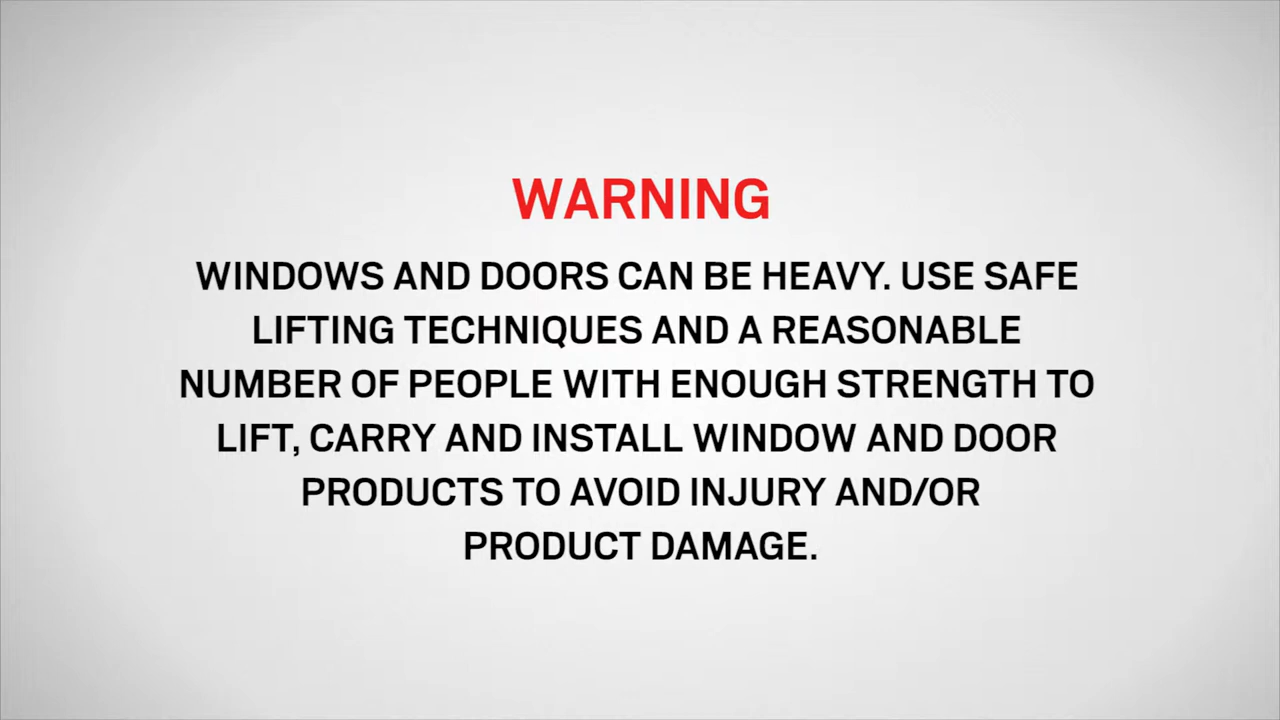 WARNING
WINDOWS AND DOORS CAN BE HEAVY. USE SAFE
LIFTING TECHNIQUES AND A REASONABLE
NUMBER OF PEOPLE WITH ENOUGH STRENGTH TO
LIFT, CARRY AND INSTALL WINDOW AND DOOR
PRODUCTS TO AVOID INJURY AND/OR
PRODUCT DAMAGE.